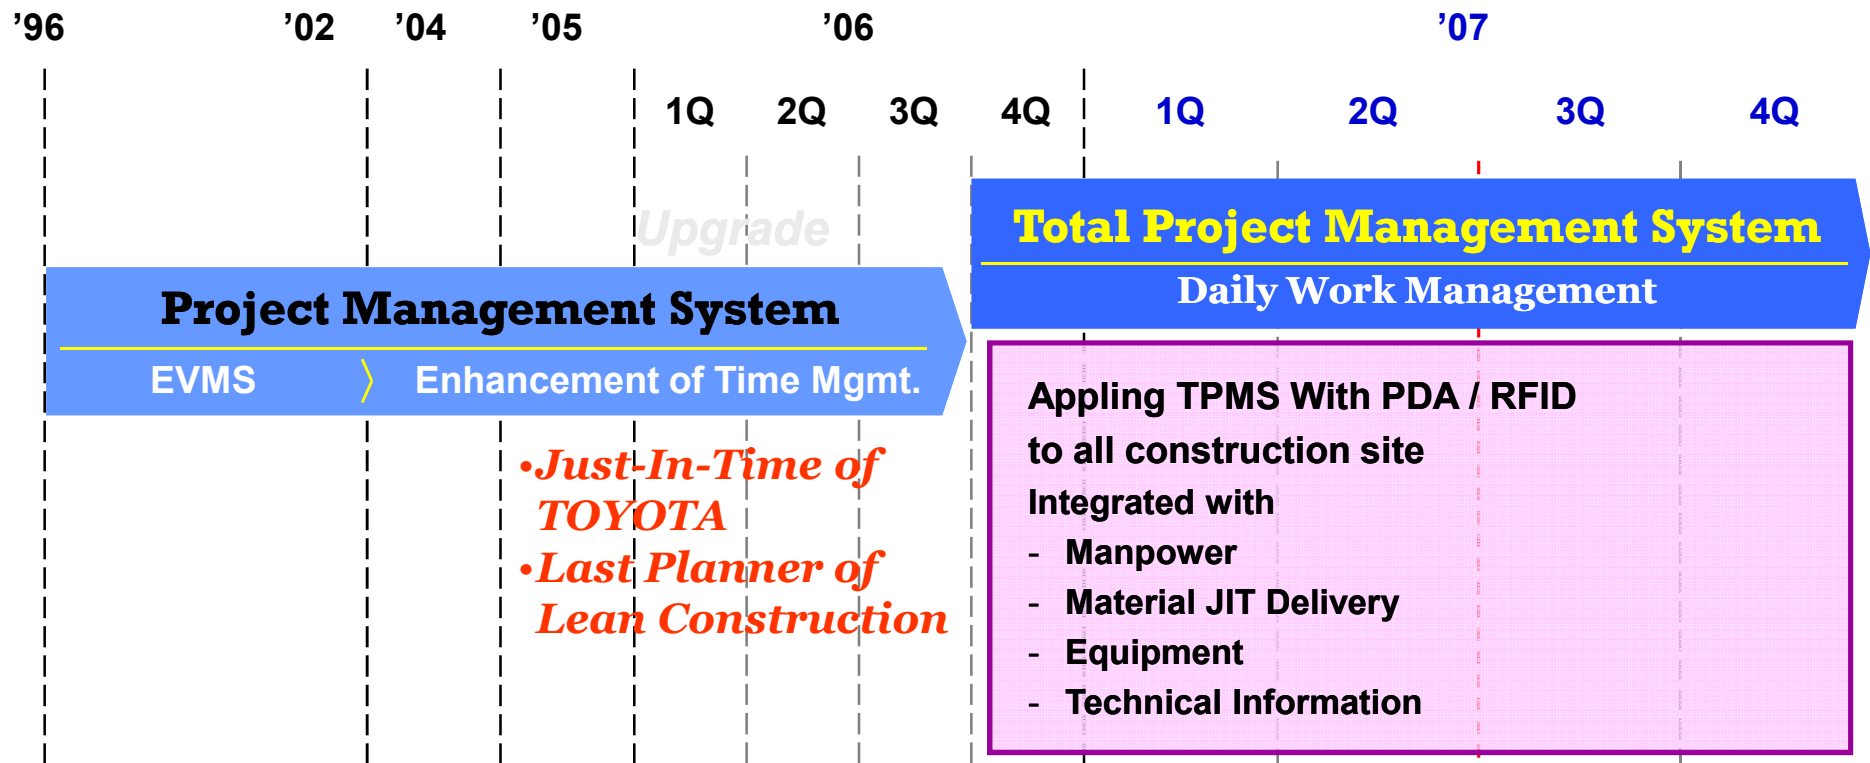 ’96 ’02 ’04 ’05 ’06 ’07
1Q 2Q 3Q 4Q 1Q 2Q 3Q 4Q
Upgrade
Total Project Management System
Daily Work Management
Project Management System
EVMS 〉 Enhancement of Time Mgmt.
•Just-In-Time of
TOYOTA
•Last Planner of
Lean Construction
Appling TPMS With PDA / RFID
to all construction site
Integrated with
- Manpower
- Material JIT Delivery
- Equipment
- Technical Information